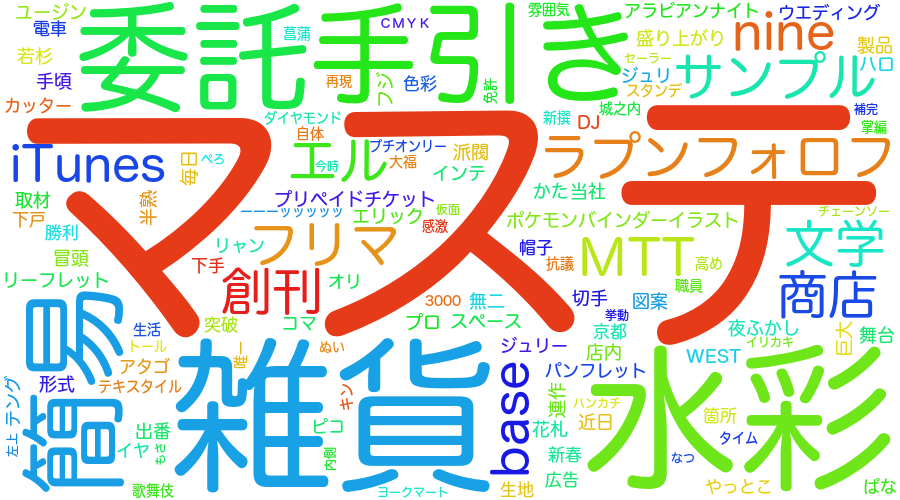 ユージン
電車
若杉
手頃
カッター
委託
手引き
菖蒲
CMYK
再現
フジ
色彩
免許
雰囲気
アラビアンナイト
ウエディング
盛り上がり
nine
製品
セーラー
ハロ
ジュリ
サンプル
スタンデ
城之内
補完
新撰
DJ
掌編
マステ
ダイヤモンド
自体
iTunes
毎日
ぺろ
エル
今時
プチオンリー
大福
派閥
インテ
ラプンフォロフ
かた
当社
取材
下戸
半熟
プリペイドチケット
勝利
ーーーッッッッッ
エリック
仮面
感激
ポケモンバインダーイラスト
チェーンソー
冒頭
リャン
フリマ
帽子
MTT
文学
リーフレット
下手
抗議
高め
創刊
オリ
職員
商店
3000
無二
切手
図案
簡易
生活
突破
コマ
プロ
スペース
挙動
京都
夜ふかし
巨大
舞台
トール
唯一
ぬい
ジュリー
店内
イリカキ
アタゴ
WEST
形式
テキスタイル
雑貨
キン
base
パンフレット
水彩
テング
連作
ハンカチ
箇所
左上
出番
ピコ
花札
近日
タイム
イヤ
もさ
内側
新春
なつ
歌舞伎
ヨークマート
生地
広告
やっとこ
ぱな